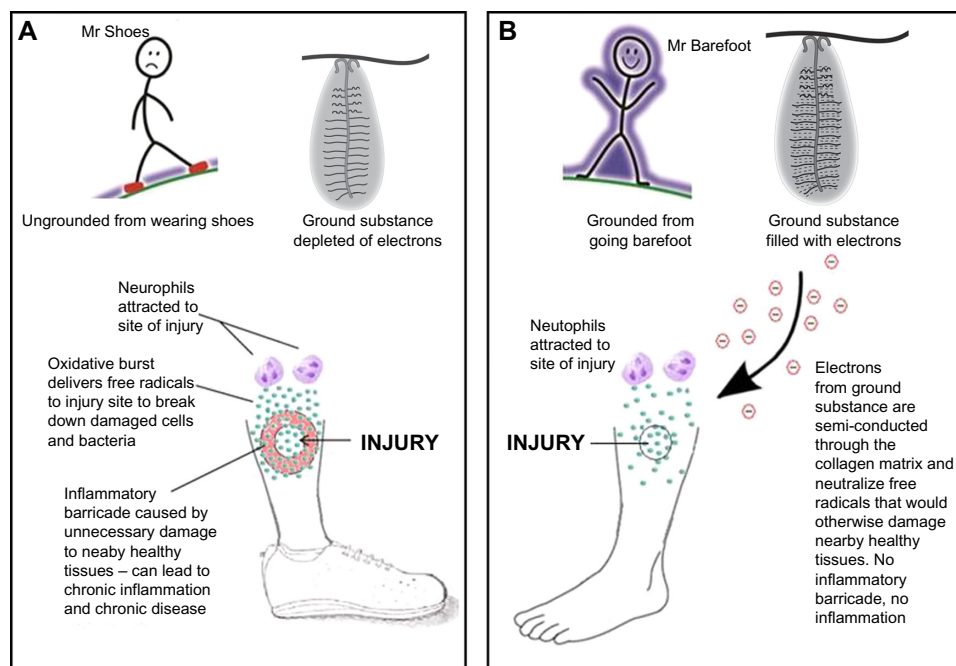 A
Mr Shoes
Ungrounded from wearing shoes
Ground substance
depleted of electrons
Neurophils
attracted to
site of injury
Oxidative burst
delivers free radicals
to injury site to break
down damaged cells
and bacteria
INJURY
Inflammatory
barricade caused by
unnecessary damage
to neaby healthy
tissues – can lead to
chronic inflammation
and chronic disease
B
Mr Barefoot
Grounded from
going barefoot
Ground substance
filled with electrons
Neutophils
attracted to
site of injury
INJURY
Electrons
from ground
substance are
semi-conducted
through the
collagen matrix and
neutralize free
radicals that would
otherwise damage
nearby healthy
tissues. No
inflammatory
barricade, no
inflammation